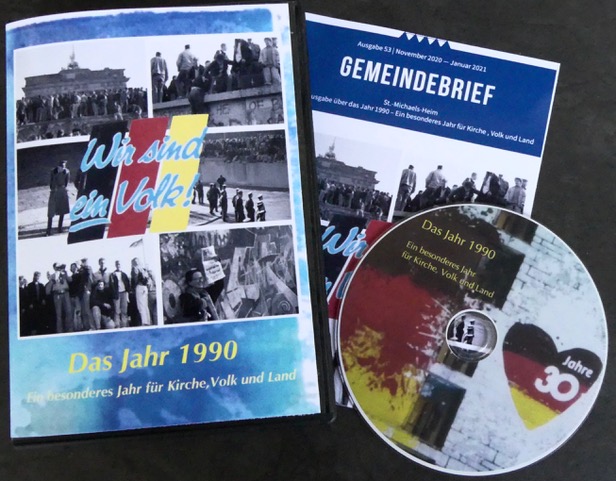 Wir sind
ein Volk!
Das Jahr 1990
Ein besonderes Jahr für Kirche, Volk und Land
Ausgabe 53 | November 2020 — Januar 2021
GEMEINDEBRIEF
St.-Michaels-Heim
Ausgabe über das Jahr 1990 – Ein besonderes Jahr für Kirche , Volk und Land
Wir
Das Jahr 1990
Ein besonderes Jahr
für Kirche, Volk und Land
Jahre
30